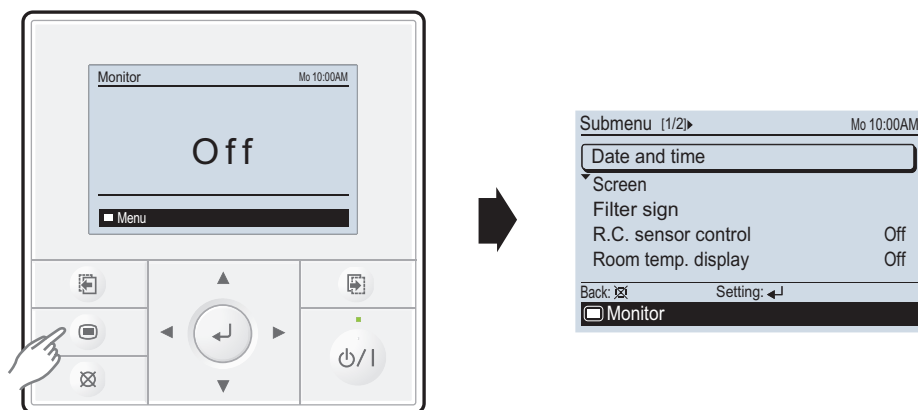 Monitor Mo 10:00AM
Off
Menu
Submenu [1/2] Mo 10:00AM
Date and time
Screen
Filter sign
R.C. sensor control Off
Room temp. display Off
Back: Setting:
Monitor